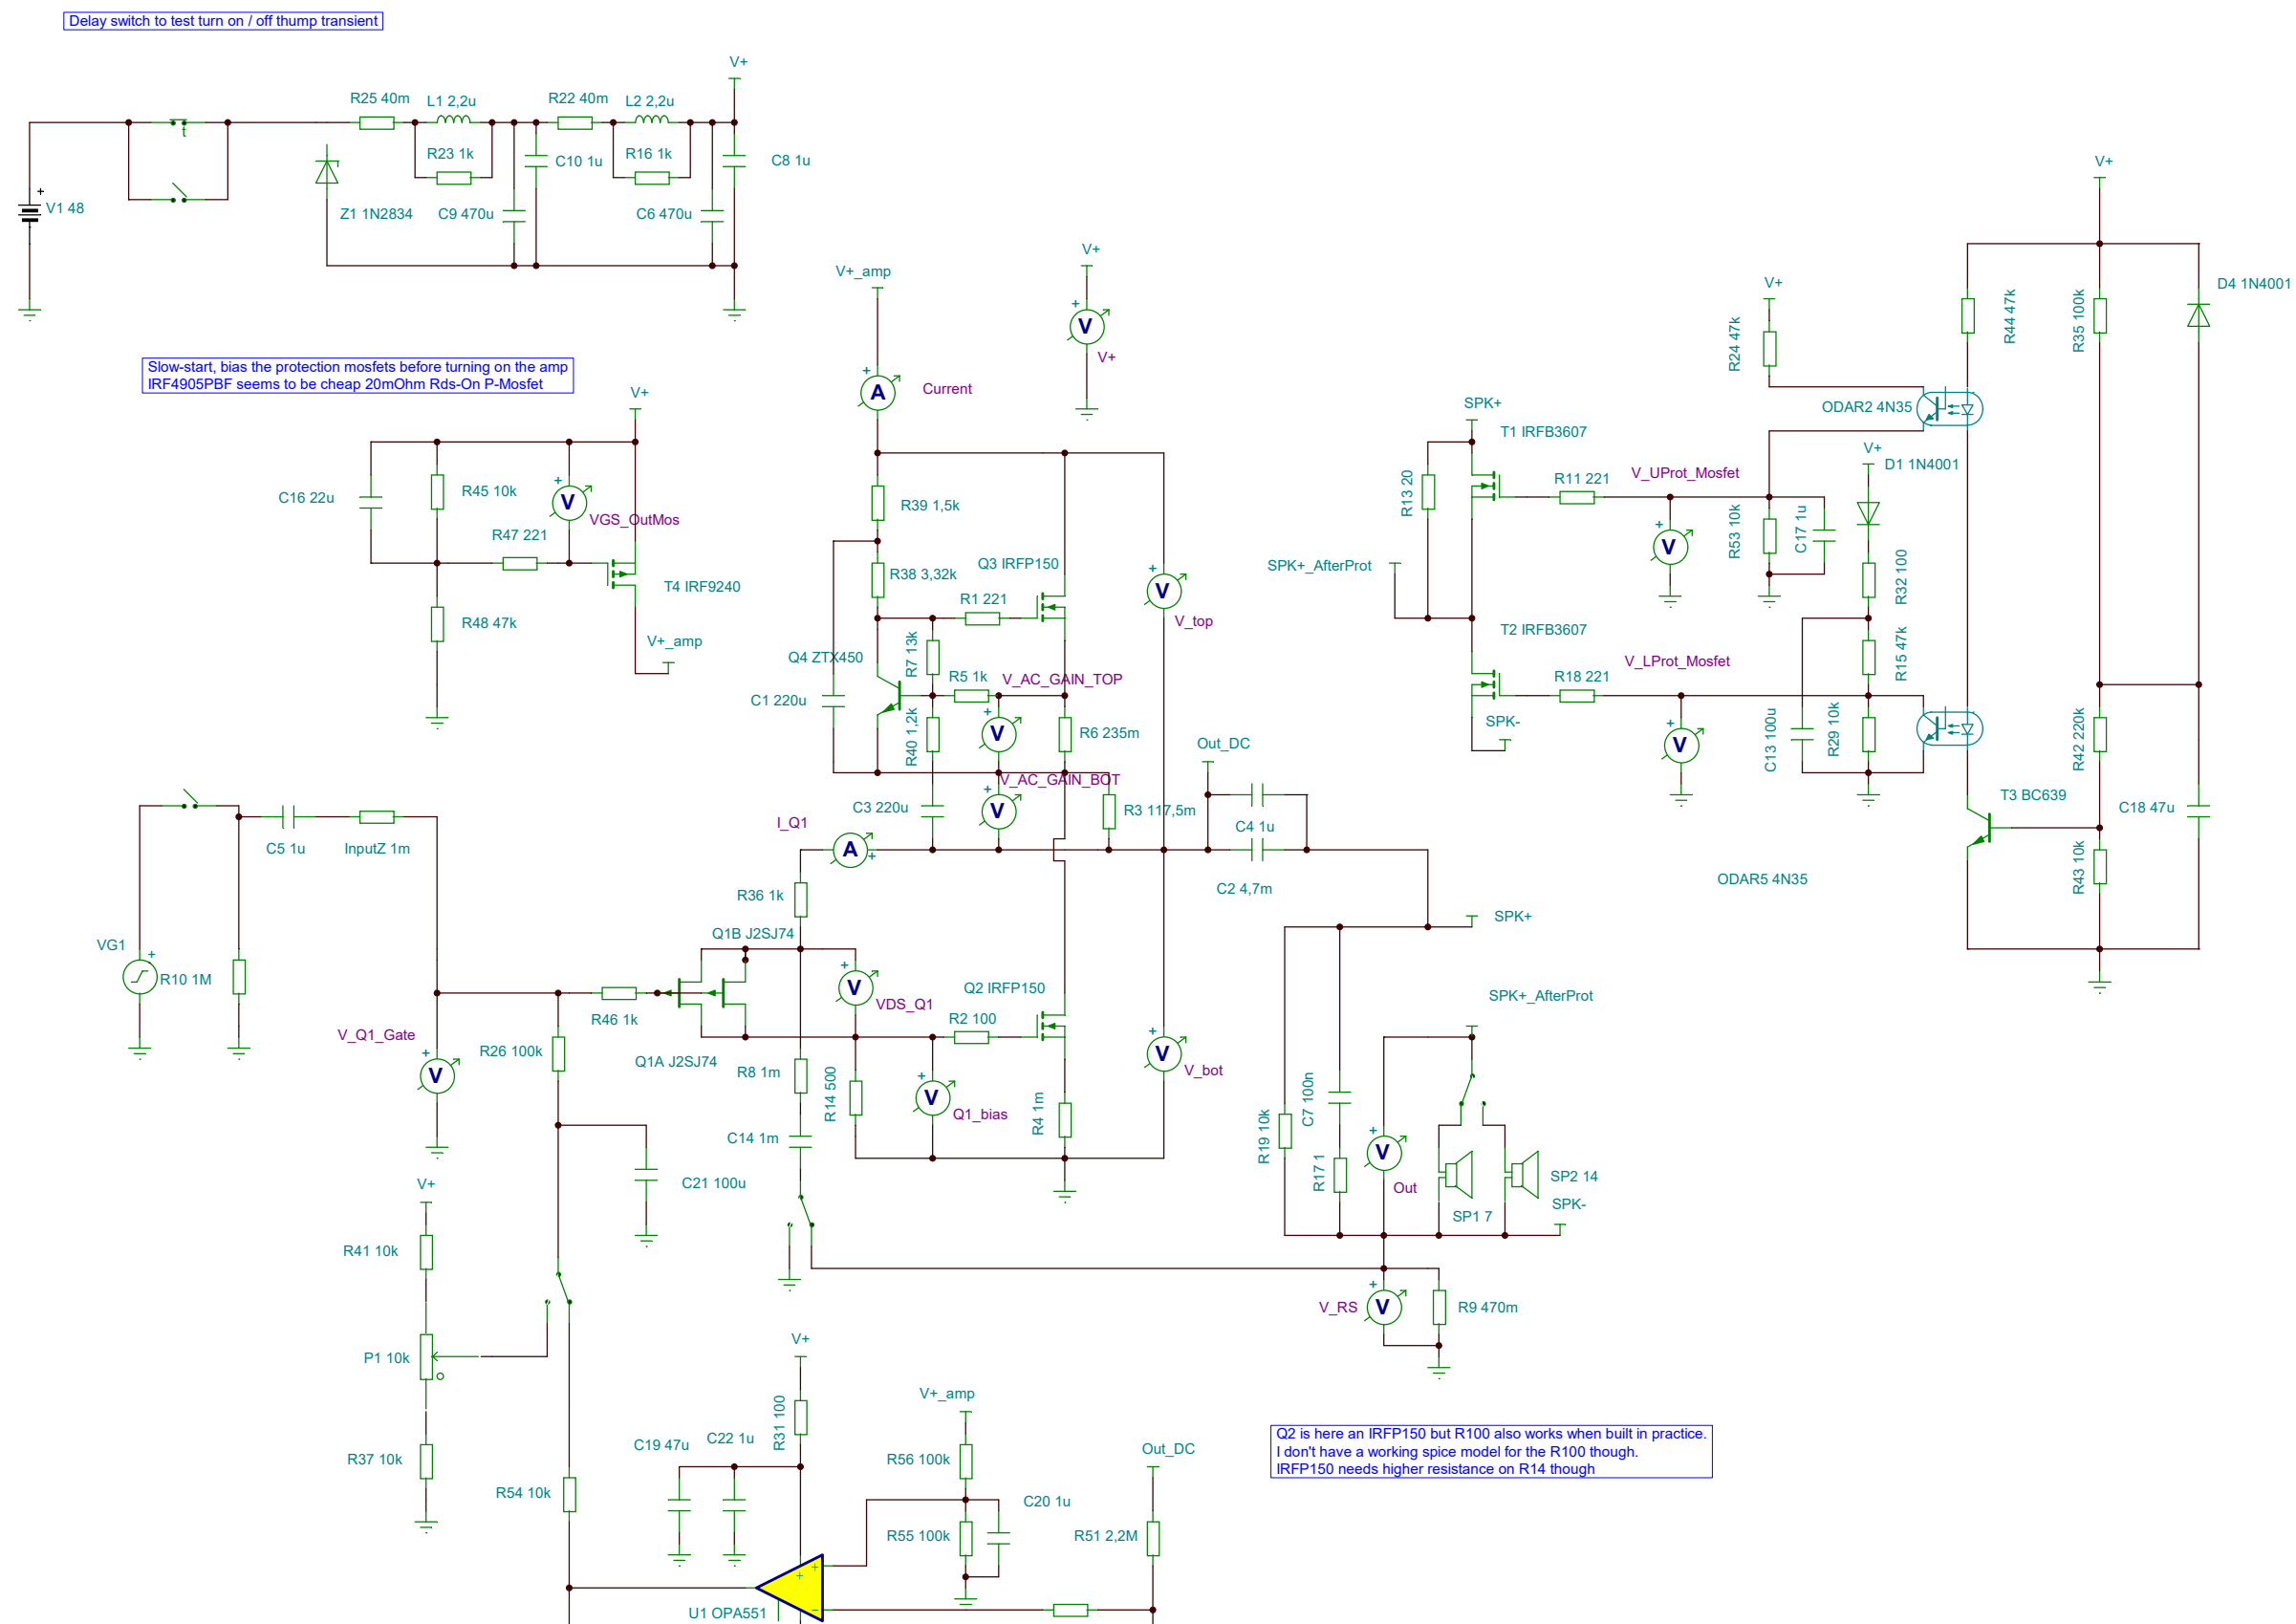 Delay switch to test turn on / off thump transient
V+
R25 40m
L1 2,2u
R22 40m
L2 2,2u
t
R23 1k
C10 1u
R16 1k
C8 1u
V1 48
Z1 1N2834
C9 470u
C6 470u
V+
V+
V+_amp
V+
D4 1N4001
V
V+
R24 47k
R44 47k
R35 100k
Slow-start, bias the protection mosfets before turning on the amp
IRF4905PBF seems to be cheap 20mOhm Rds-On P-Mosfet
V+
A
Current
SPK+
ODAR2 4N35
T1 IRFB3607
V+
D1 1N4001
C16 22u
R45 10k
V
VGS_OutMos
R39 1,5k
R13 20
R11 221
V_UProt_Mosfet
R47 221
V
R53 10k
C17 1u
T4 IRF9240
R38 3,32k
Q3 IRFP150
SPK+_AfterProt
R32 100
R1 221
V
V_top
R48 47k
V+_amp
Q4 ZTX450
R7 13k
T2 IRFB3607
V_LProt_Mosfet
R15 47k
R5 1k
V_AC_GAIN_TOP
R18 221
C1 220u
R40 1,2k
V
R6 235m
Out_DC
SPK-
V
C13 100u
R29 10k
R42 220k
V_AC_GAIN_BOT
C3 220u
V
R3 117,5m
T3 BC639
C18 47u
I_Q1
A
C4 1u
C5 1u
InputZ 1m
R36 1k
C2 4,7m
ODAR5 4N35
R43 10k
SPK+
VG1
R10 1M
Q1B J2SJ74
V
VDS_Q1
Q2 IRFP150
SPK+_AfterProt
R46 1k
R2 100
V_Q1_Gate
V
R26 100k
Q1A J2SJ74
R8 1m
R14 500
V
Q1_bias
R4 1m
V
V_bot
C7 100n
C14 1m
R19 10k
V
Out
R17 1
SP2 14
SPK-
SP1 7
V+
C21 100u
R41 10k
V_RS
V
R9 470m
V+
P1 10k
V+_amp
R31 100
C19 47u
C22 1u
Out_DC
Q2 is here an IRFP150 but R100 also works when built in practice.
I don't have a working spice model for the R100 though.
IRFP150 needs higher resistance on R14 though
R37 10k
R56 100k
R54 10k
C20 1u
R55 100k
R51 2,2M
U1 OPA551